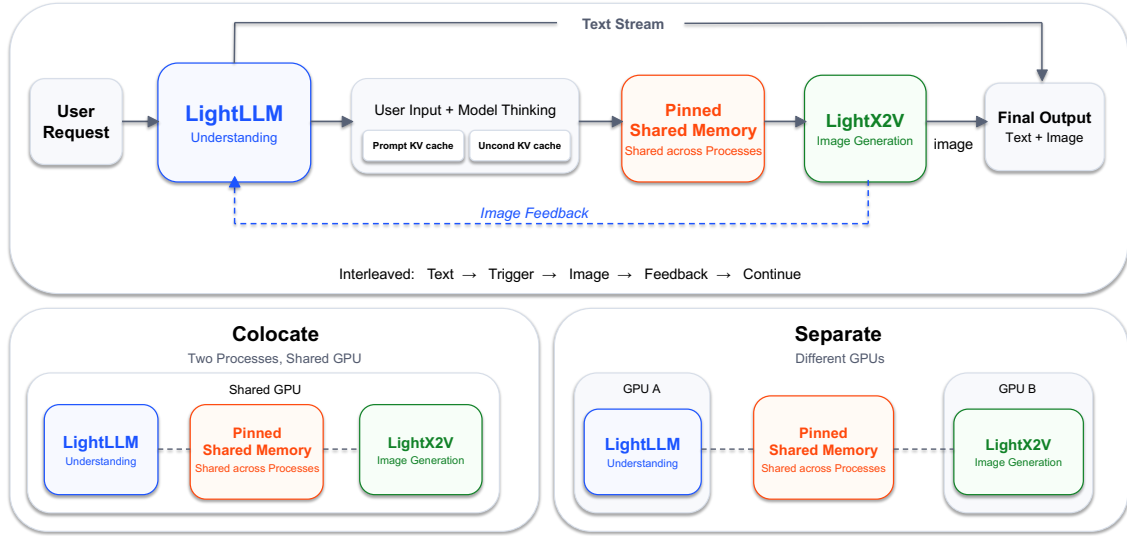 Text Stream
User
Request
LightLLM
Understanding
User Input + Model Thinking
Prompt KV cache
Uncond KV cache
Pinned
Shared Memory
Shared across Processes
LightX2V
Image Generation
image
Final Output
Text + Image
Image Feedback
Interleaved: Text → Trigger → Image → Feedback → Continue
Colocate
Two Processes, Shared GPU
Shared GPU
LightLLM
Understanding
Pinned
Shared Memory
Shared across Processes
LightX2V
Image Generation
Separate
Different GPUs
GPU A
LightLLM
Understanding
Pinned
Shared Memory
Shared across Processes
GPU B
LightX2V
Image Generation